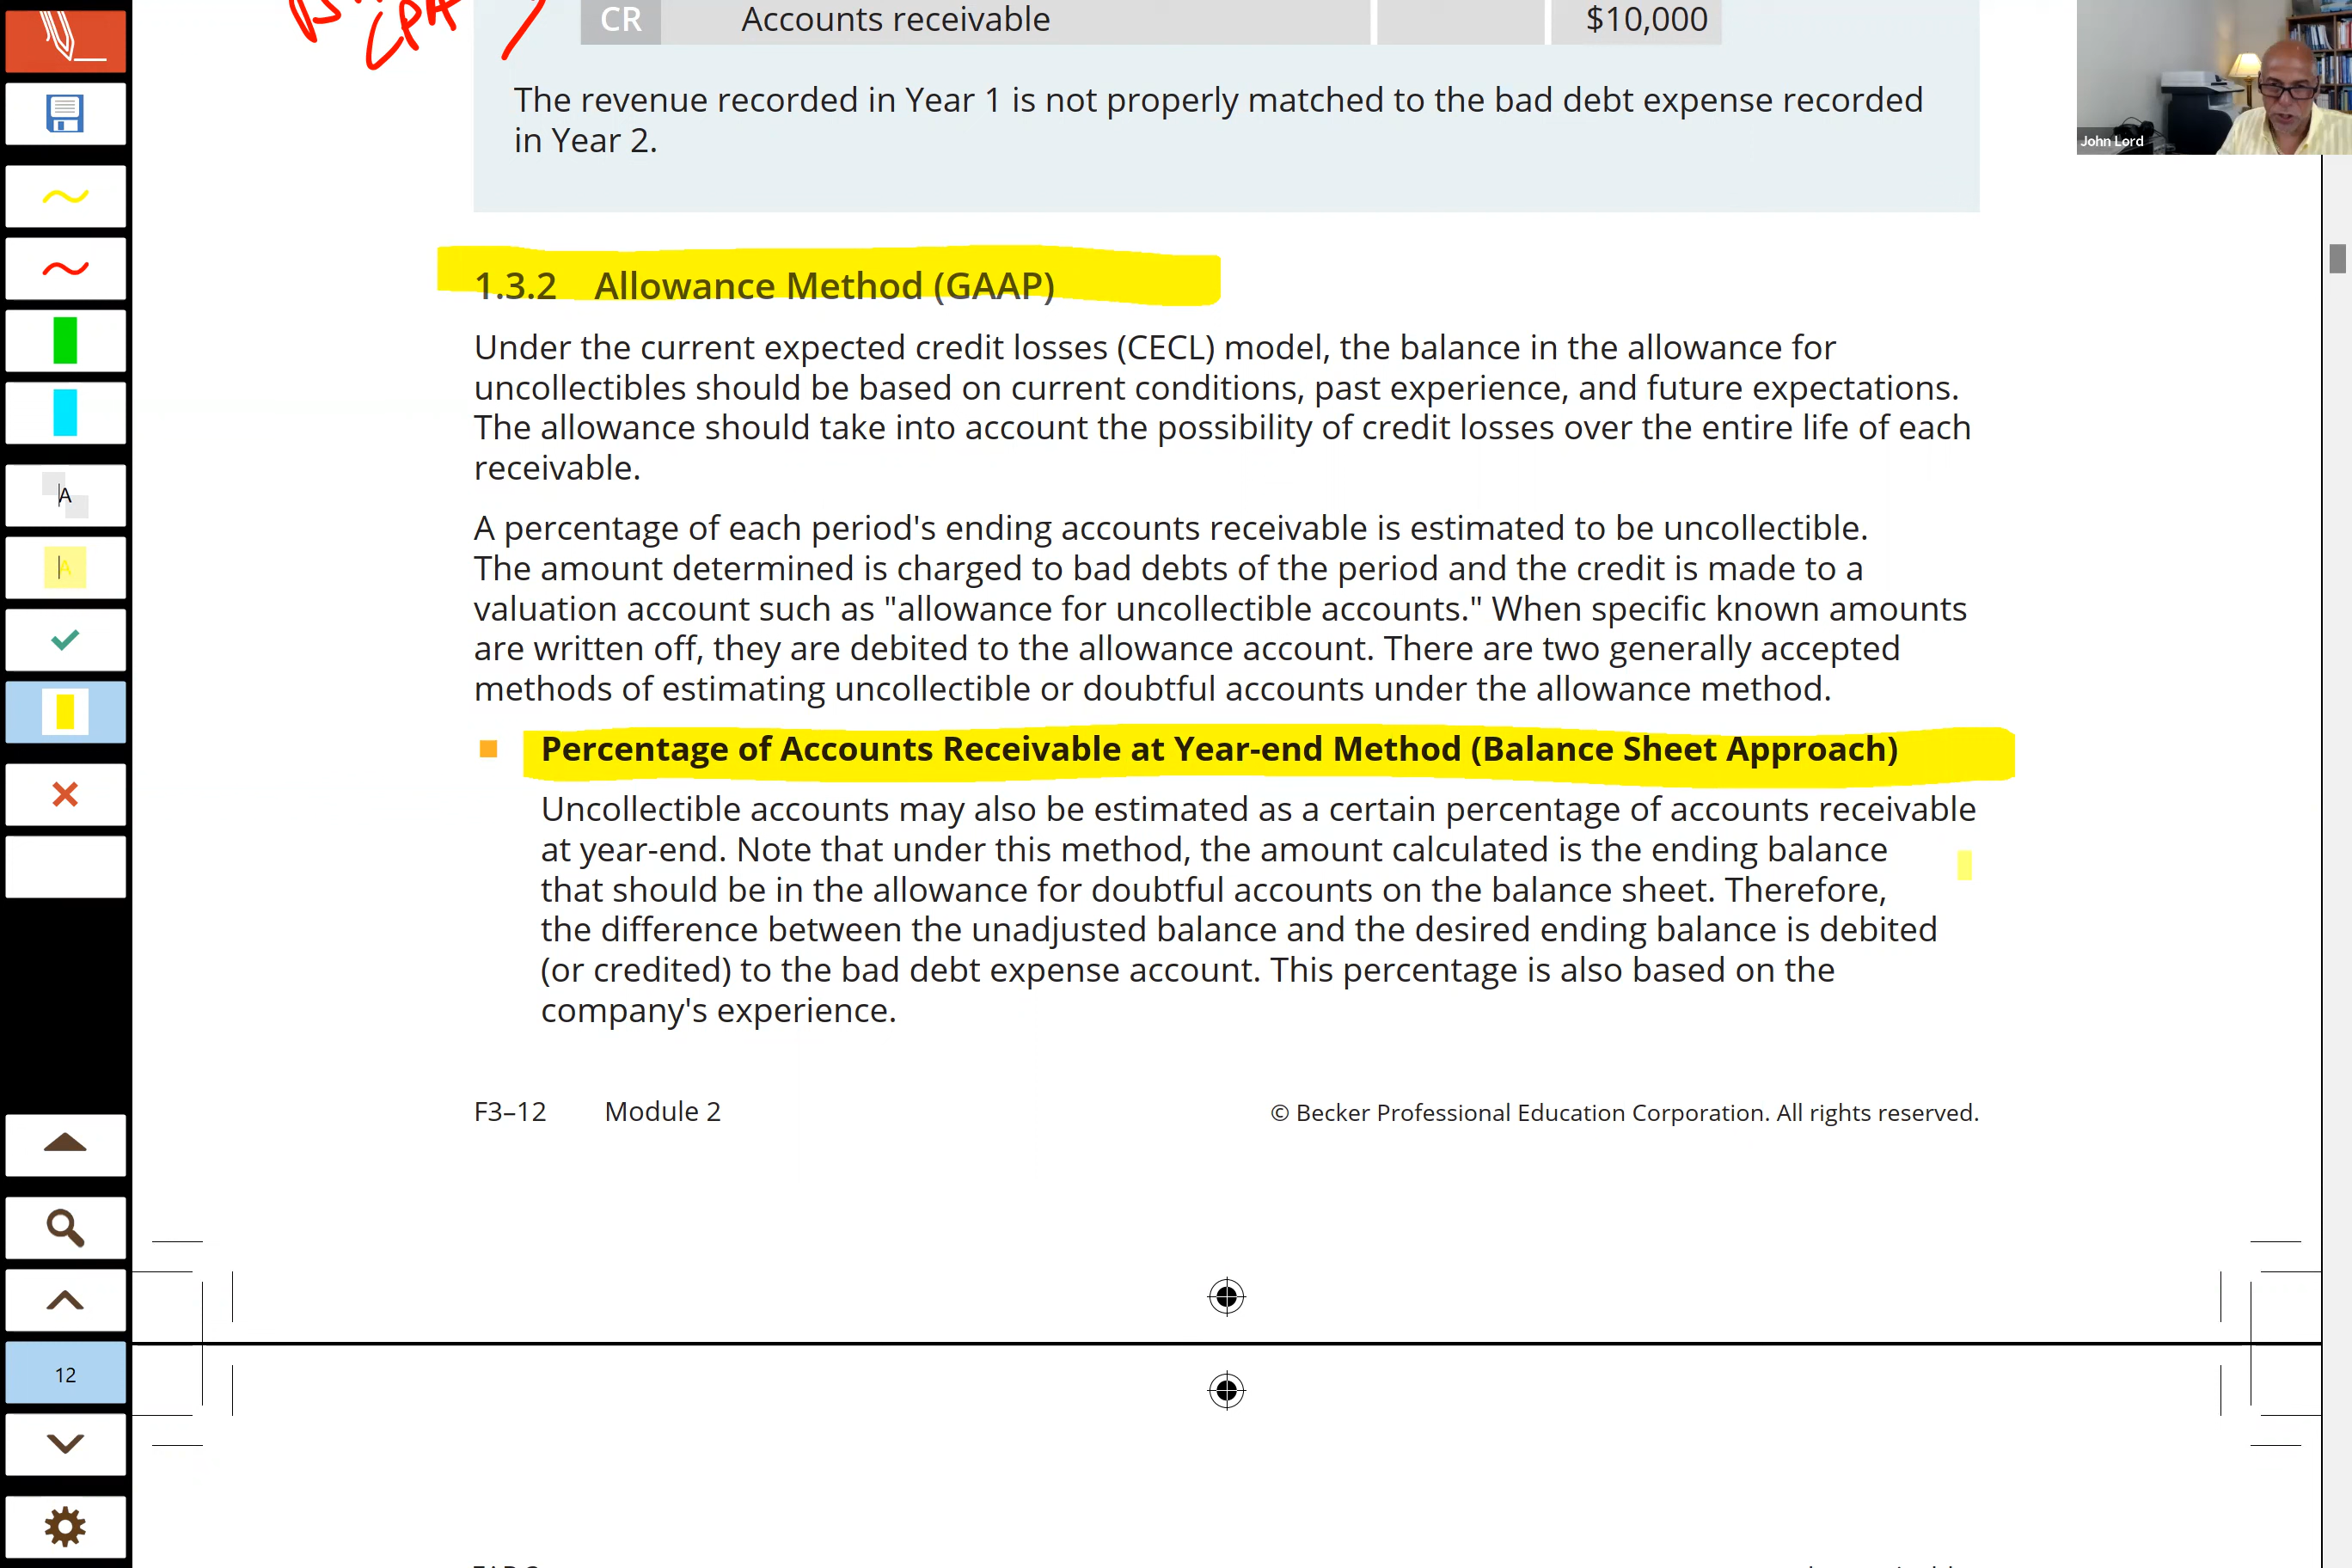 CPA
CR Accounts receivable $10,000
The revenue recorded in Year 1 is not properly matched to the bad debt expense recorded
in Year 2.
John Lord
1.3.2 Allowance Method (GAAP)
Under the current expected credit losses (CECL) model, the balance in the allowance for
uncollectibles should be based on current conditions, past experience, and future expectations.
The allowance should take into account the possibility of credit losses over the entire life of each
receivable.
A percentage of each period's ending accounts receivable is estimated to be uncollectible.
The amount determined is charged to bad debts of the period and the credit is made to a
valuation account such as "allowance for uncollectible accounts." When specific known amounts
are written off, they are debited to the allowance account. There are two generally accepted
methods of estimating uncollectible or doubtful accounts under the allowance method.
Percentage of Accounts Receivable at Year-end Method (Balance Sheet Approach)
Uncollectible accounts may also be estimated as a certain percentage of accounts receivable
at year-end. Note that under this method, the amount calculated is the ending balance
that should be in the allowance for doubtful accounts on the balance sheet. Therefore,
the difference between the unadjusted balance and the desired ending balance is debited
(or credited) to the bad debt expense account. This percentage is also based on the
company's experience.
F3–12 Module 2 © Becker Professional Education Corporation. All rights reserved.
A
A
12